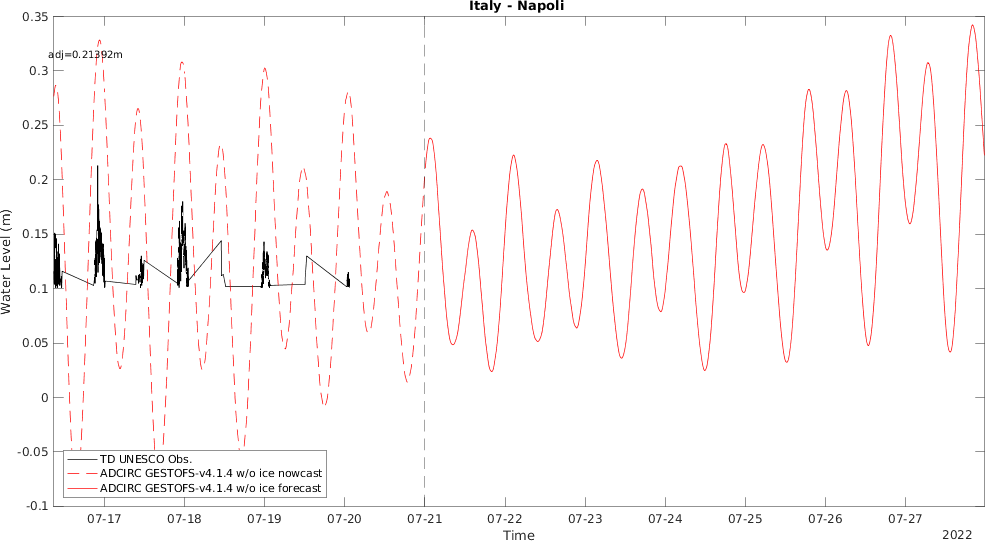 Italy - Napoli
adj=0.21392m
Water Level (m)
0.35
0.3
0.25
0.2
0.15
0.1
0.05
0
-0.05
-0.1
TD UNESCO Obs.
ADCIRC GESTOFS-v4.1.4 w/o ice nowcast
ADCIRC GESTOFS-v4.1.4 w/o ice forecast
07-17 07-18 07-19 07-20 07-21 07-22 07-23 07-24 07-25 07-26 07-27
Time
2022